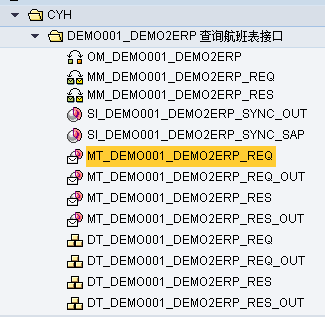 CYH
DEMO001_DEMO2ERP 查询航班表接口
OM_DEMO001_DEMO2ERP
MM_DEMO001_DEMO2ERP_REQ
MM_DEMO001_DEMO2ERP_RES
SI_DEMO001_DEMO2ERP_SYNC_OUT
SI_DEMO001_DEMO2ERP_SYNC_SAP
MT_DEMO001_DEMO2ERP_REQ
MT_DEMO001_DEMO2ERP_REQ_OUT
MT_DEMO001_DEMO2ERP_RES
MT_DEMO001_DEMO2ERP_RES_OUT
DT_DEMO001_DEMO2ERP_REQ
DT_DEMO001_DEMO2ERP_REQ_OUT
DT_DEMO001_DEMO2ERP_RES
DT_DEMO001_DEMO2ERP_RES_OUT